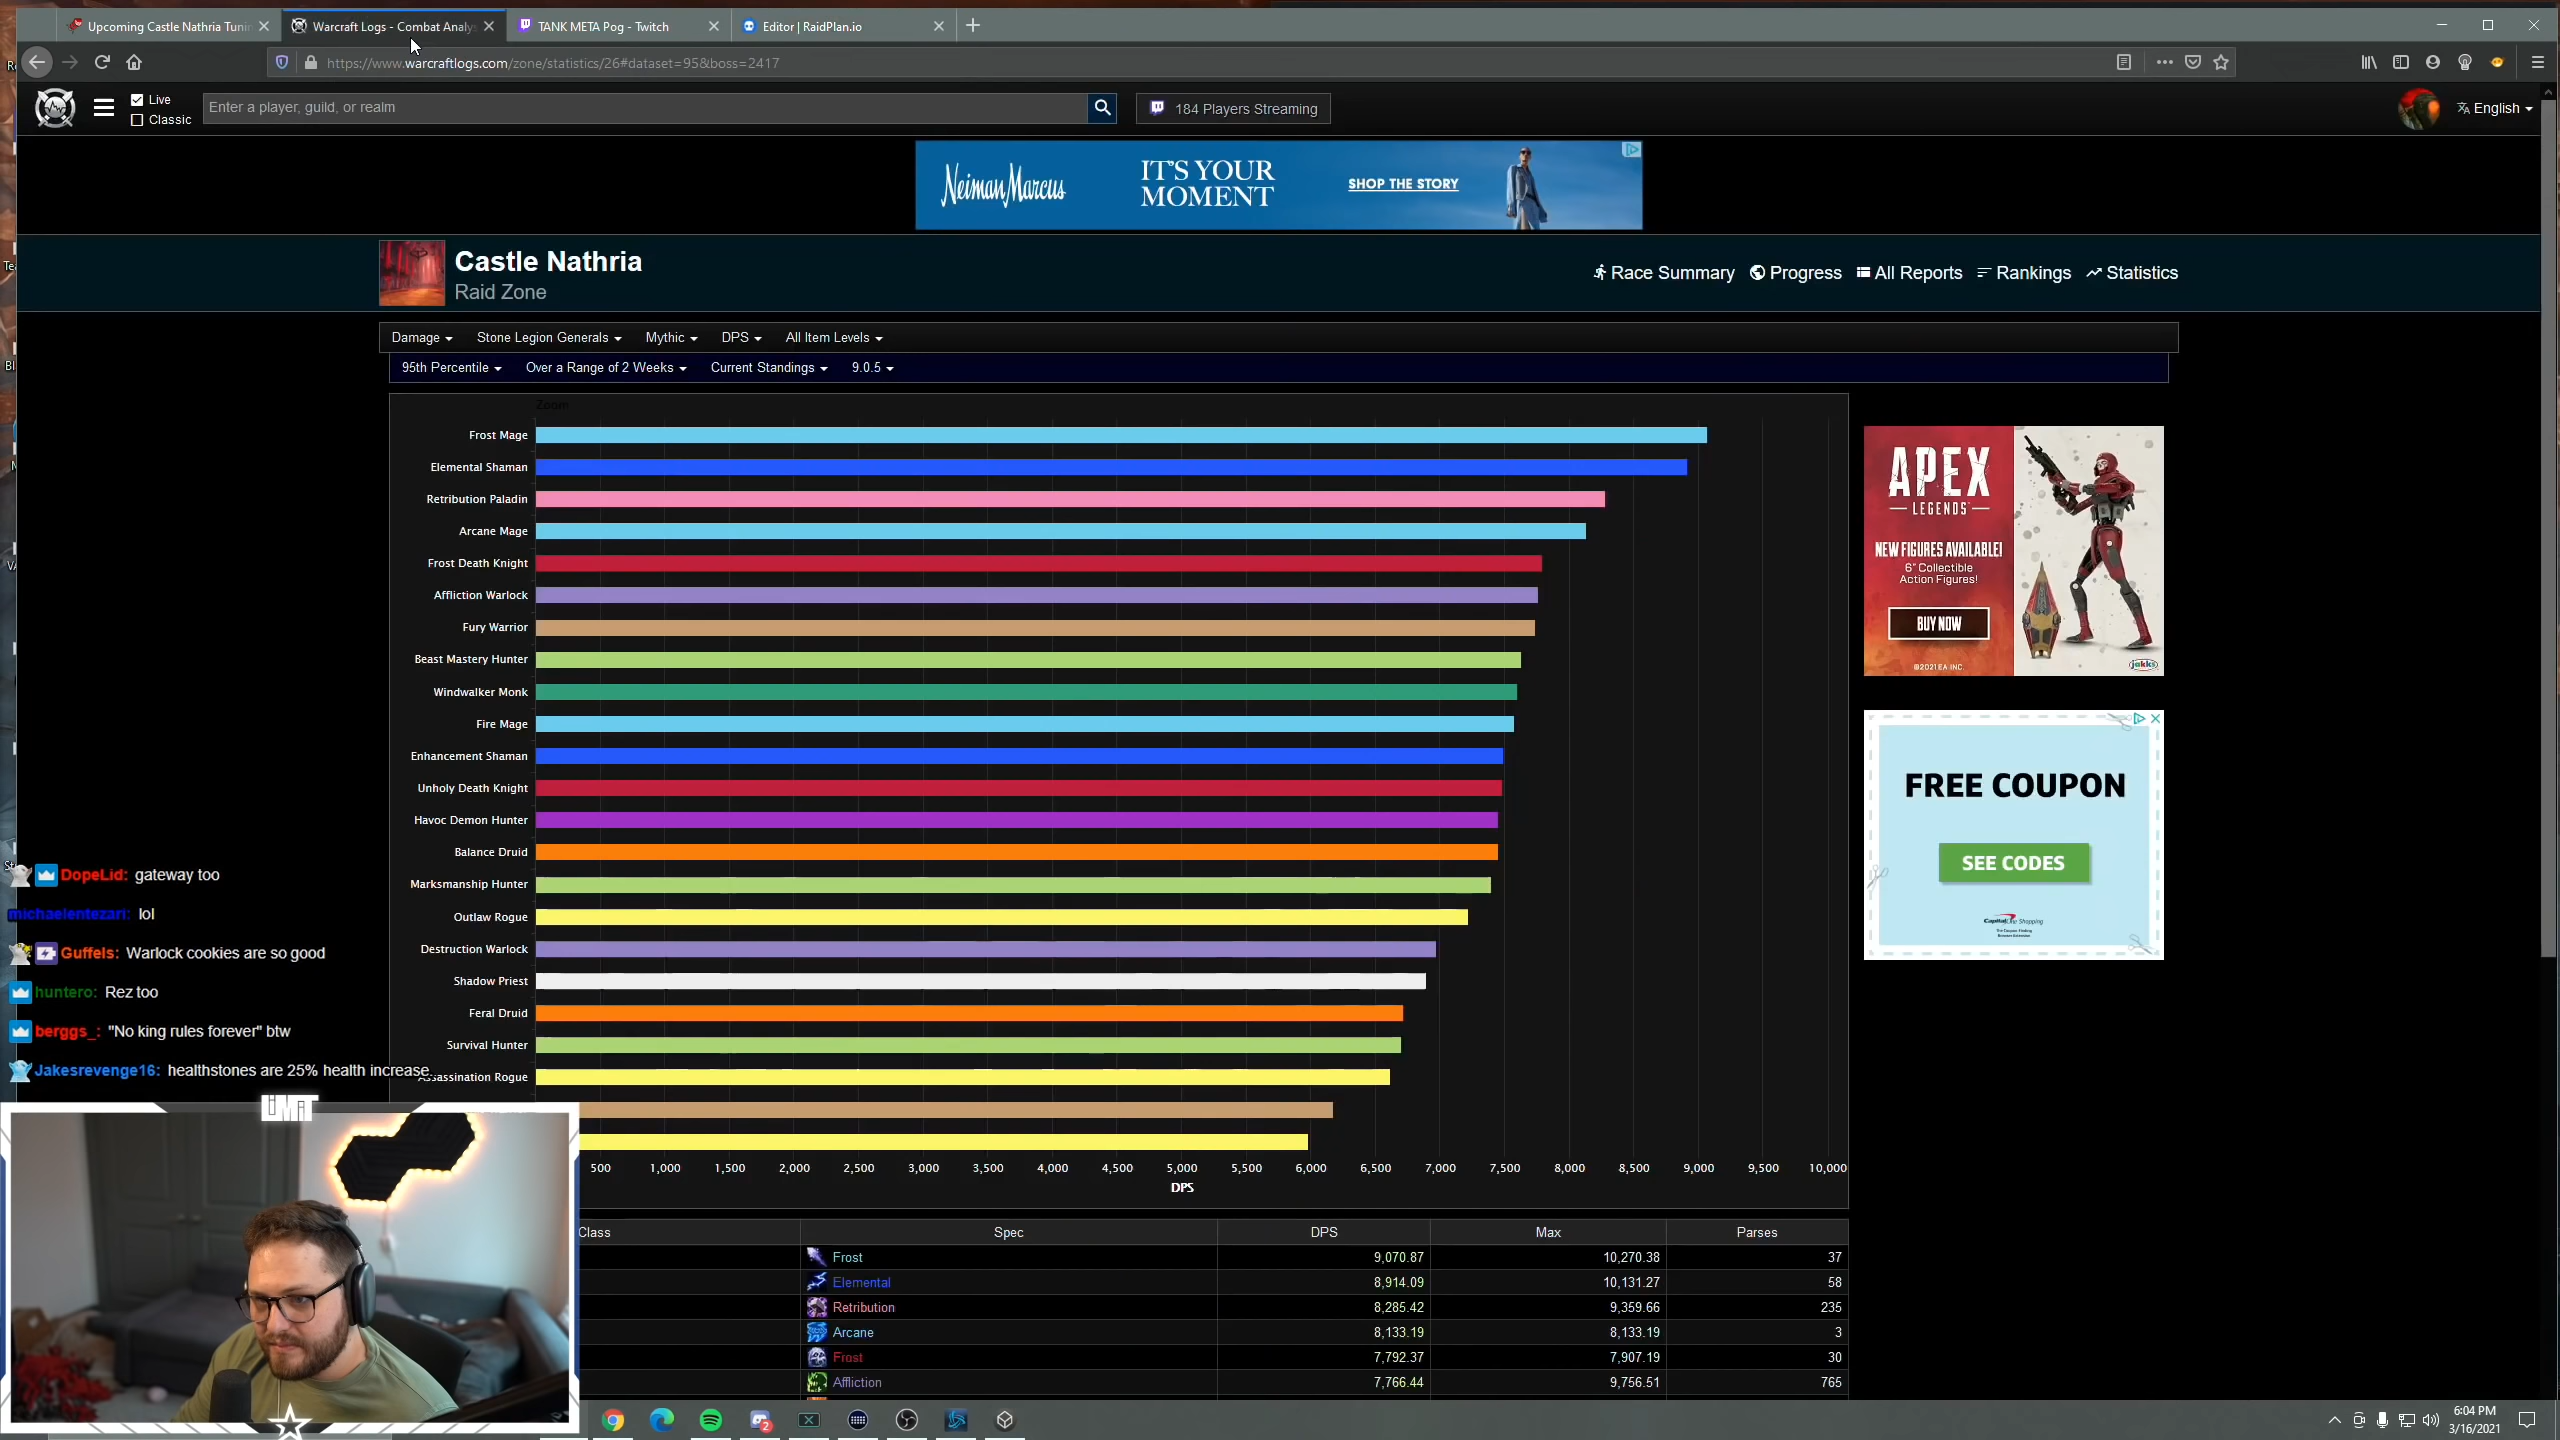 Upcoming Castle Nathria Tunin
Warcraft Logs - Combat Analys
TANK META Pog - Twitch
Editor | RaidPlan.io
https://www.warcraftlogs.com/zone/statistics/26#dataset=95&boss=2417
Live
Classic
Enter a player, guild, or realm
184 Players Streaming
English
Neiman Marcus
IT'S YOUR
MOMENT
SHOP THE STORY
Castle Nathria
Raid Zone
Race Summary
Progress
All Reports
Rankings
Statistics
Damage
Stone Legion Generals
Mythic
DPS
All Item Levels
95th Percentile
Over a Range of 2 Weeks
Current Standings
9.0.5
Zoom
Frost Mage
Elemental Shaman
Retribution Paladin
Arcane Mage
Frost Death Knight
Affliction Warlock
Fury Warrior
Beast Mastery Hunter
Windwalker Monk
Fire Mage
Enhancement Shaman
Unholy Death Knight
Havoc Demon Hunter
Balance Druid
Marksmanship Hunter
Outlaw Rogue
Destruction Warlock
Shadow Priest
Feral Druid
Survival Hunter
Assassination Rogue
500 1,000 1,500 2,000 2,500 3,000 3,500 4,000 4,500 5,000 5,500 6,000 6,500 7,000 7,500 8,000 8,500 9,000 9,500 10,000
DPS
Class Spec DPS Max Parses
Frost 9,070.87 10,270.38 37
Elemental 8,914.09 10,131.27 58
Retribution 8,285.42 9,359.66 235
Arcane 8,133.19 8,133.19 3
Frost 7,792.37 7,907.19 30
Affliction 7,766.44 9,756.51 765
APEX
LEGENDS
NEW FIGURES AVAILABLE!
6" Collectible
Action Figures!
BUY NOW
©2021 EA INC.
jakks
FREE COUPON
SEE CODES
DopeLid: gateway too
michaelentezari: lol
Guffels: Warlock cookies are so good
huntero: Rez too
berggs_: "No king rules forever" btw
Jakesrevenge16: healthstones are 25% health increase.
LIMIT
2
6:04 PM
3/16/2021